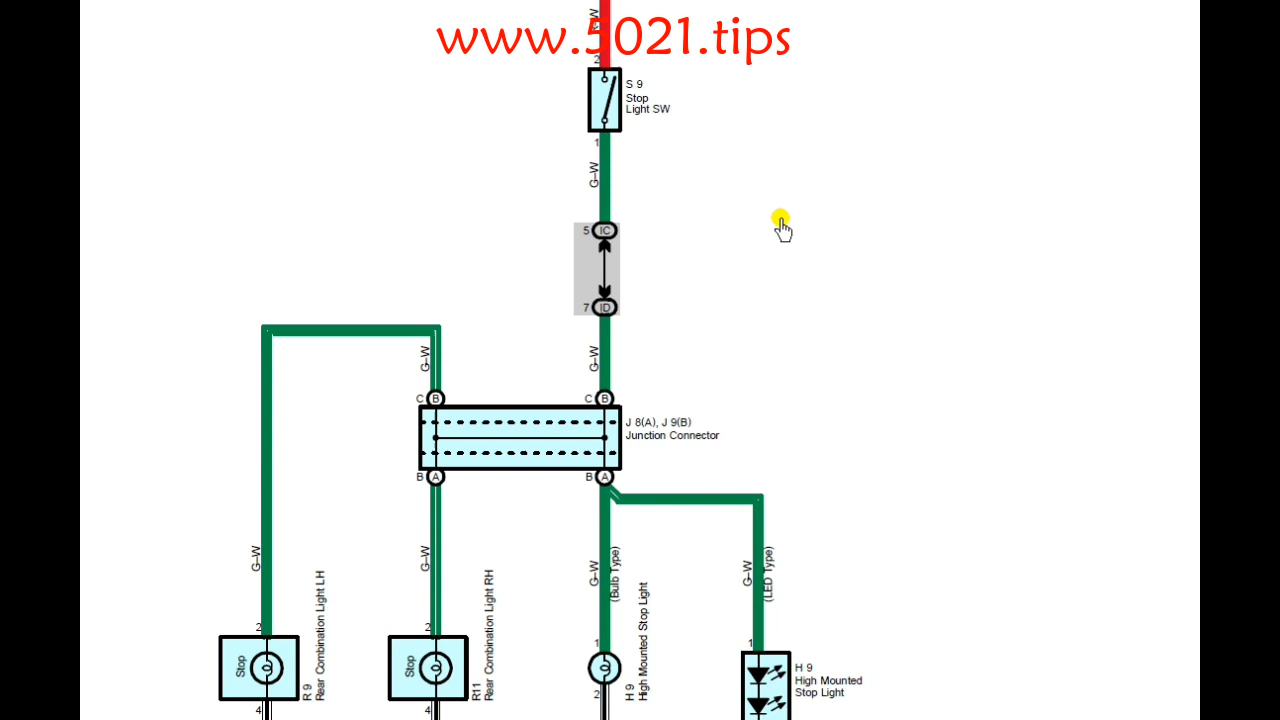 www.5021.tips
W
2
S 9
Stop
Light SW
1
G–W
5 IC
7 ID
G–W
G–W
C B
C B
J 8(A), J 9(B)
Junction Connector
B A
B A
G–W
G–W
G–W
(Bulb Type)
G–W
(LED Type)
2
2
1
1
Stop
R 9
Rear Combination Light LH
Stop
R11
Rear Combination Light RH
H 9
High Mounted Stop Light
H 9
High Mounted
Stop Light
4
4
2